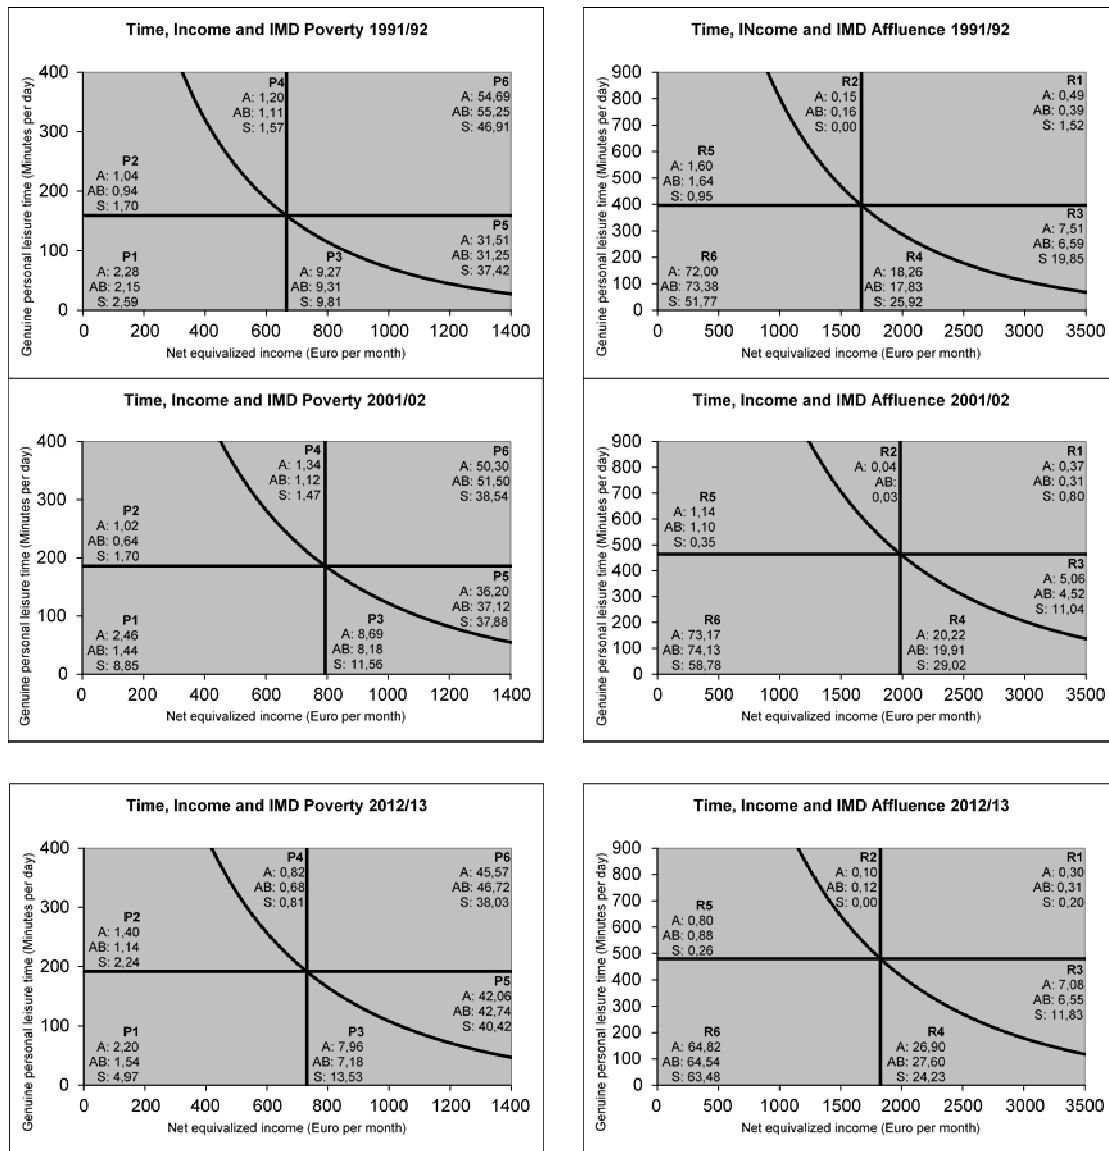 Time, Income and IMD Poverty 1991/92
Genuine personal leisure time (Minutes per day)
400
300
200
100
0
P4
A: 1,20
AB: 1,11
S: 1,57
P6
A: 54,69
AB: 55,25
S: 46,91
P2
A: 1,04
AB: 0,94
S: 1,70
P5
A: 31,51
AB: 31,25
S: 37,42
P1
A: 2,28
AB: 2,15
S: 2,59
P3
A: 9,27
AB: 9,31
S: 9,81
0 200 400 600 800 1000 1200 1400
Net equivalized income (Euro per month)
Time, INcome and IMD Affluence 1991/92
Genuine personal leisure time (Minutes per day)
900
800
700
600
500
400
300
200
100
0
R2
A: 0,15
AB: 0,16
S: 0,00
R1
A: 0,49
AB: 0,39
S: 1,52
R5
A: 1,60
AB: 1,64
S: 0,95
R3
A: 7,51
AB: 6,59
S 19,85
R6
A: 72,00
AB: 73,38
S: 51,77
R4
A: 18,26
AB: 17,83
S: 25,92
0 500 1000 1500 2000 2500 3000 3500
Net equivalized income (Euro per month)
Time, Income and IMD Poverty 2001/02
Genuine personal leisure time (Minutes per day)
400
300
200
100
0
P4
A: 1,34
AB: 1,12
S: 1,47
P6
A: 50,30
AB: 51,50
S: 38,54
P2
A: 1,02
AB: 0,64
S: 1,70
P5
A: 36,20
AB: 37,12
S: 37,88
P1
A: 2,46
AB: 1,44
S: 8,85
P3
A: 8,69
AB: 8,18
S: 11,56
0 200 400 600 800 1000 1200 1400
Net equivalized income (Euro per month)
Time, Income and IMD Affluence 2001/02
Genuine personal leisure time (Minutes per day)
900
800
700
600
500
400
300
200
100
0
R2
A: 0,04
AB:
0,03
R1
A: 0,37
AB: 0,31
S: 0,80
R5
A: 1,14
AB: 1,10
S: 0,35
R3
A: 5,06
AB: 4,52
S: 11,04
R6
A: 73,17
AB: 74,13
S: 58,78
R4
A: 20,22
AB: 19,91
S: 29,02
0 500 1000 1500 2000 2500 3000 3500
Net equivalized income (Euro per month)
Time, Income and IMD Poverty 2012/13
Genuine personal leisure time (Minutes per day)
400
300
200
100
0
P4
A: 0,82
AB: 0,68
S: 0,81
P6
A: 45,57
AB: 46,72
S: 38,03
P2
A: 1,40
AB: 1,14
S: 2,24
P5
A: 42,06
AB: 42,74
S: 40,42
P1
A: 2,20
AB: 1,54
S: 4,97
P3
A: 7,96
AB: 7,18
S: 13,53
0 200 400 600 800 1000 1200 1400
Net equivalized income (Euro per month)
Time, Income and IMD Affluence 2012/13
Genuine personal leisure time (Minutes per day)
900
800
700
600
500
400
300
200
100
0
R2
A: 0,10
AB: 0,12
S: 0,00
R1
A: 0,30
AB: 0,31
S: 0,20
R5
A: 0,80
AB: 0,88
S: 0,26
R3
A: 7,08
AB: 6,55
S: 11,83
R6
A: 64,82
AB: 64,54
S: 63,48
R4
A: 26,90
AB: 27,60
S: 24,23
0 500 1000 1500 2000 2500 3000 3500
Net equivalized income (Euro per month)